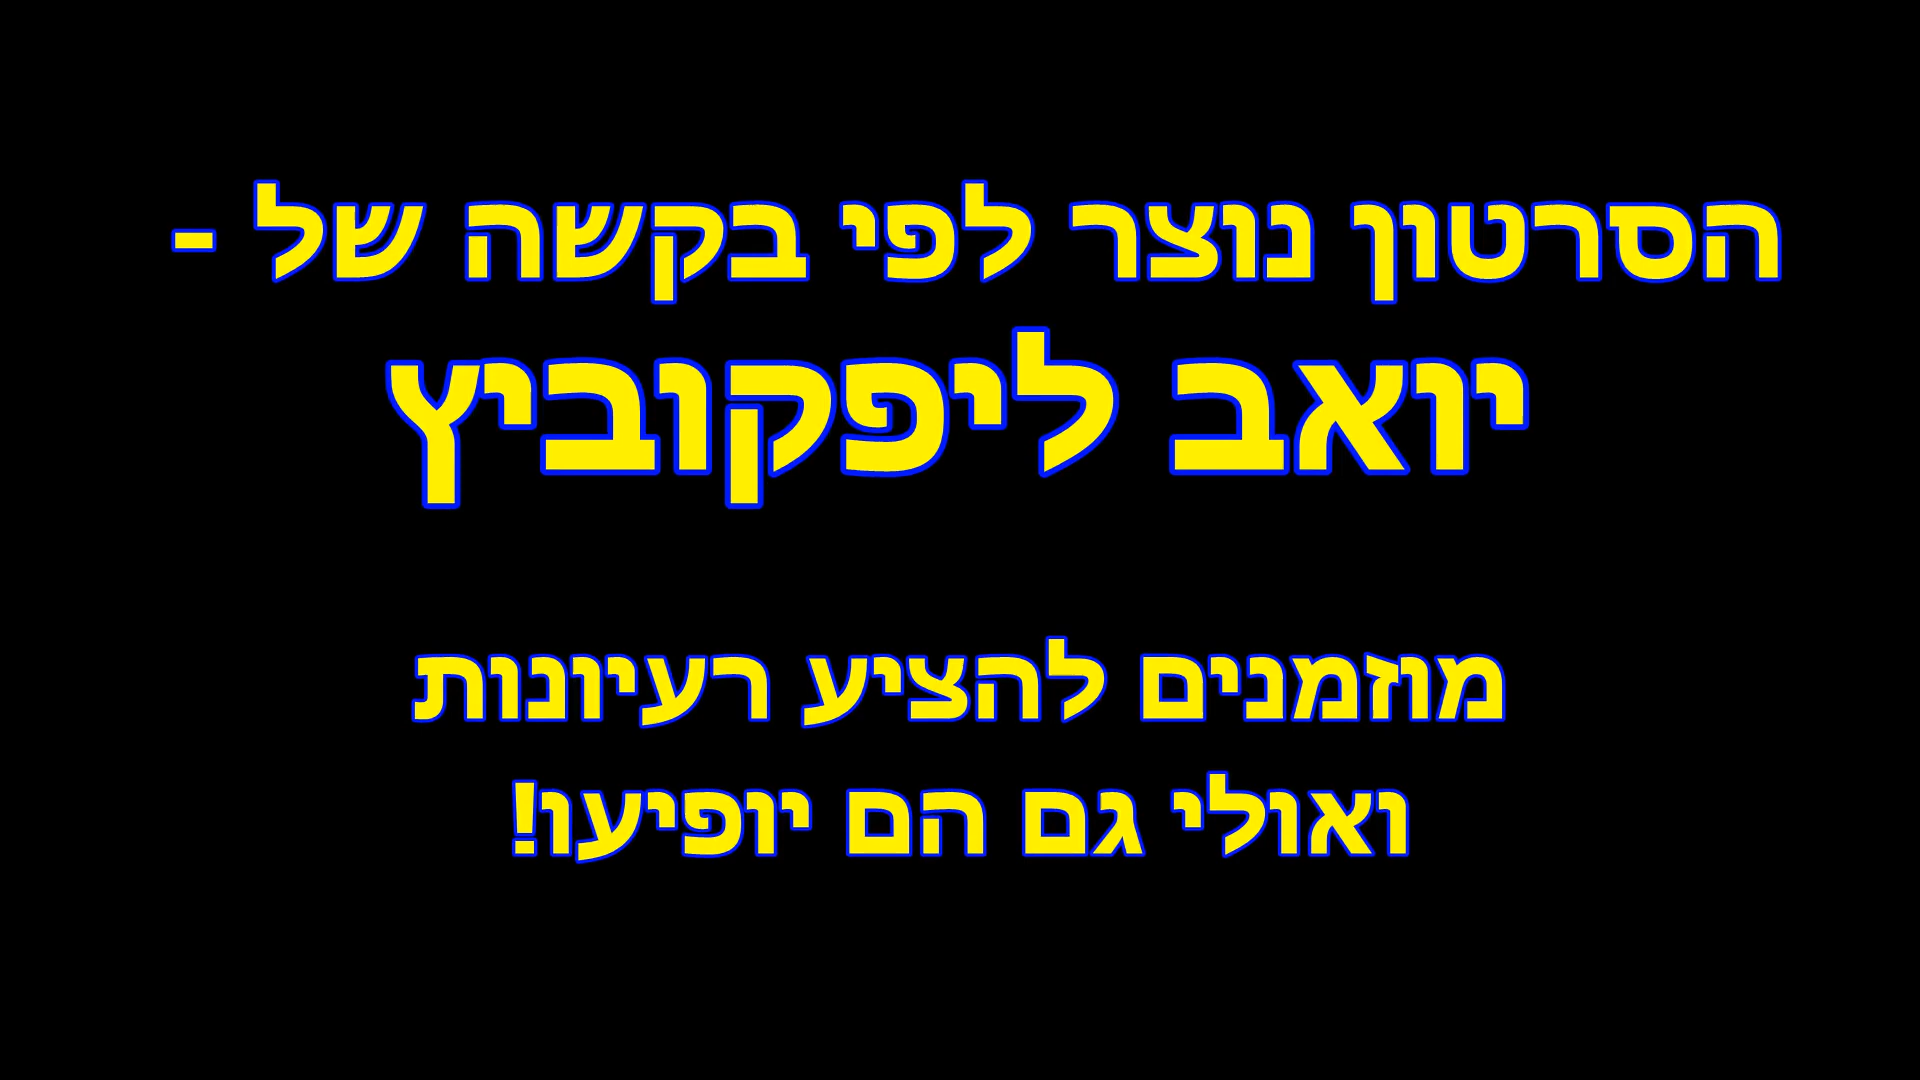 הסרטון נוצר לפי בקשה של -
יואב ליפקוביץ
מוזמנים להציע רעיונות
ואולי גם הם יופיעו!